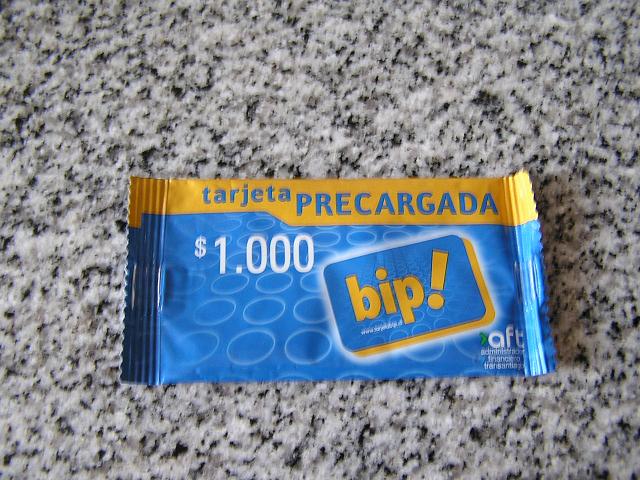 tarjeta PRECARGADA
$1.000
bip!
aft
administrador
financiero
transantiago